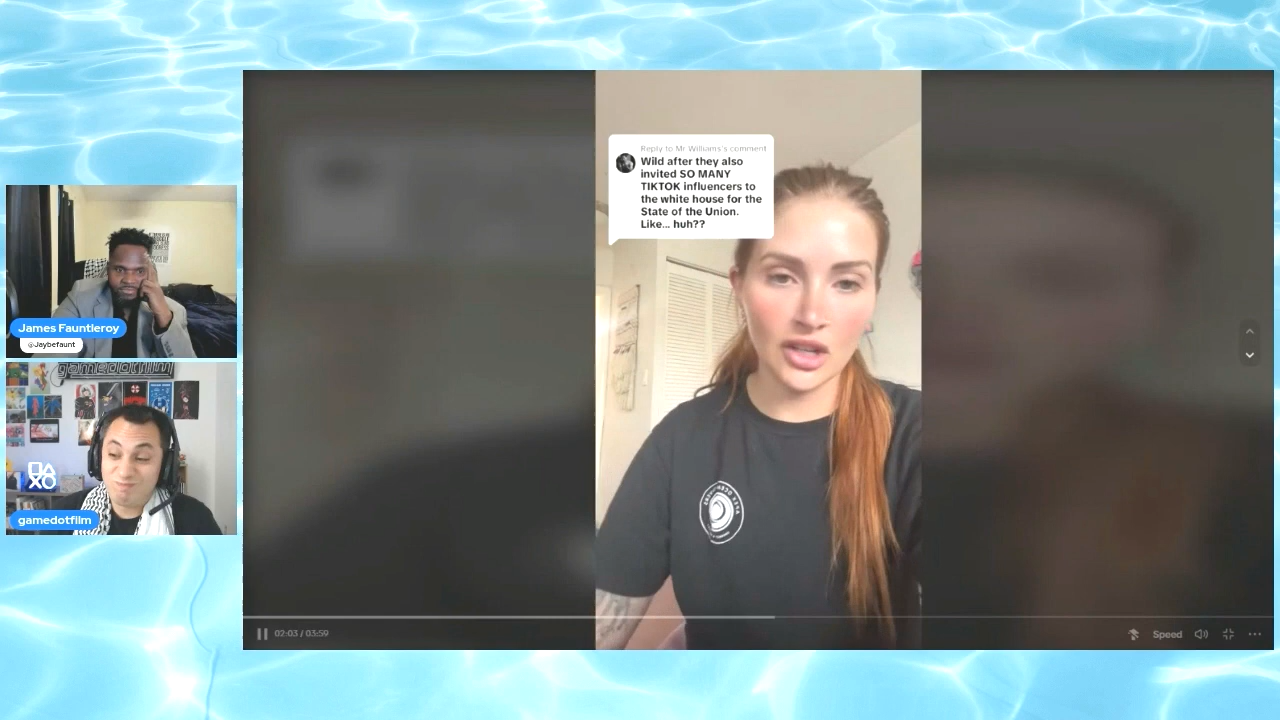 Reply to Mr Williams's comment
Wild after they also
invited SO MANY
TIKTOK influencers to
the white house for the
State of the Union.
Like... huh??
James Fauntleroy
@Jaybefaunt
gamedotfilm
gamedotfilm
02:03 / 03:59
Speed